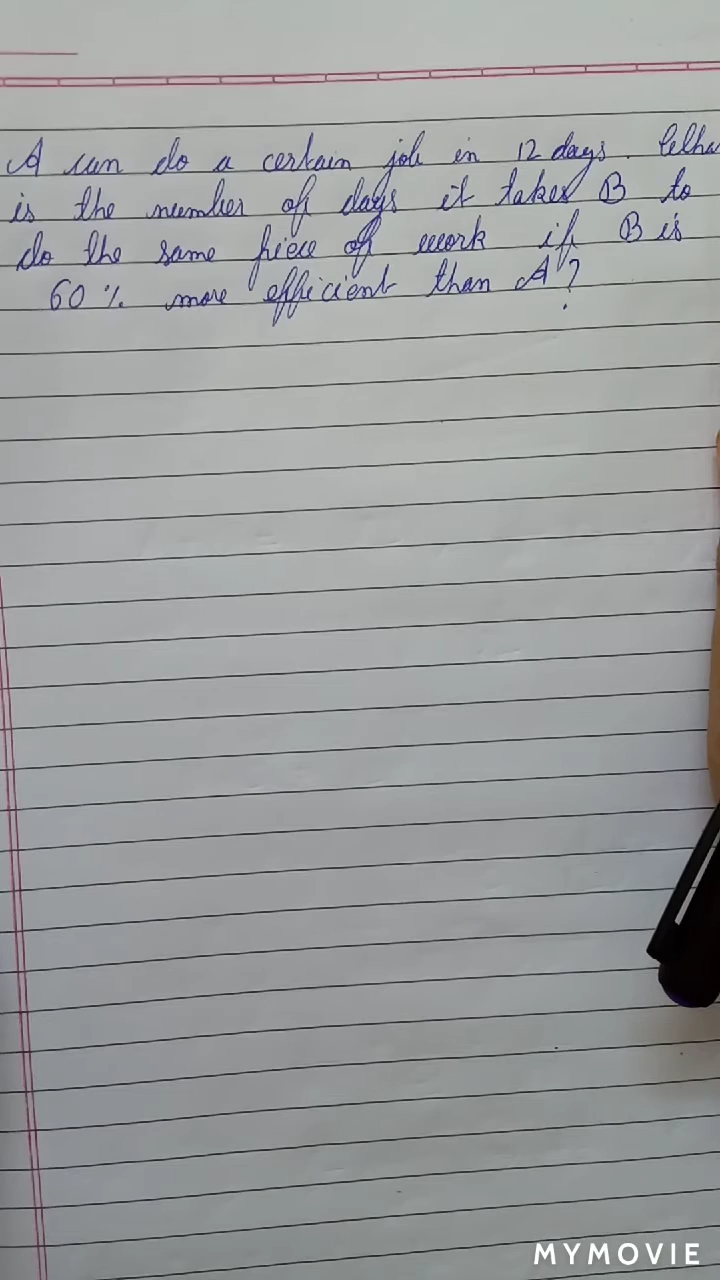 A can do a certain job in 12 days. Wha
is the number of days it takes B to
do the same piece of work if B is
60% more efficient than A?
MYMOVIE